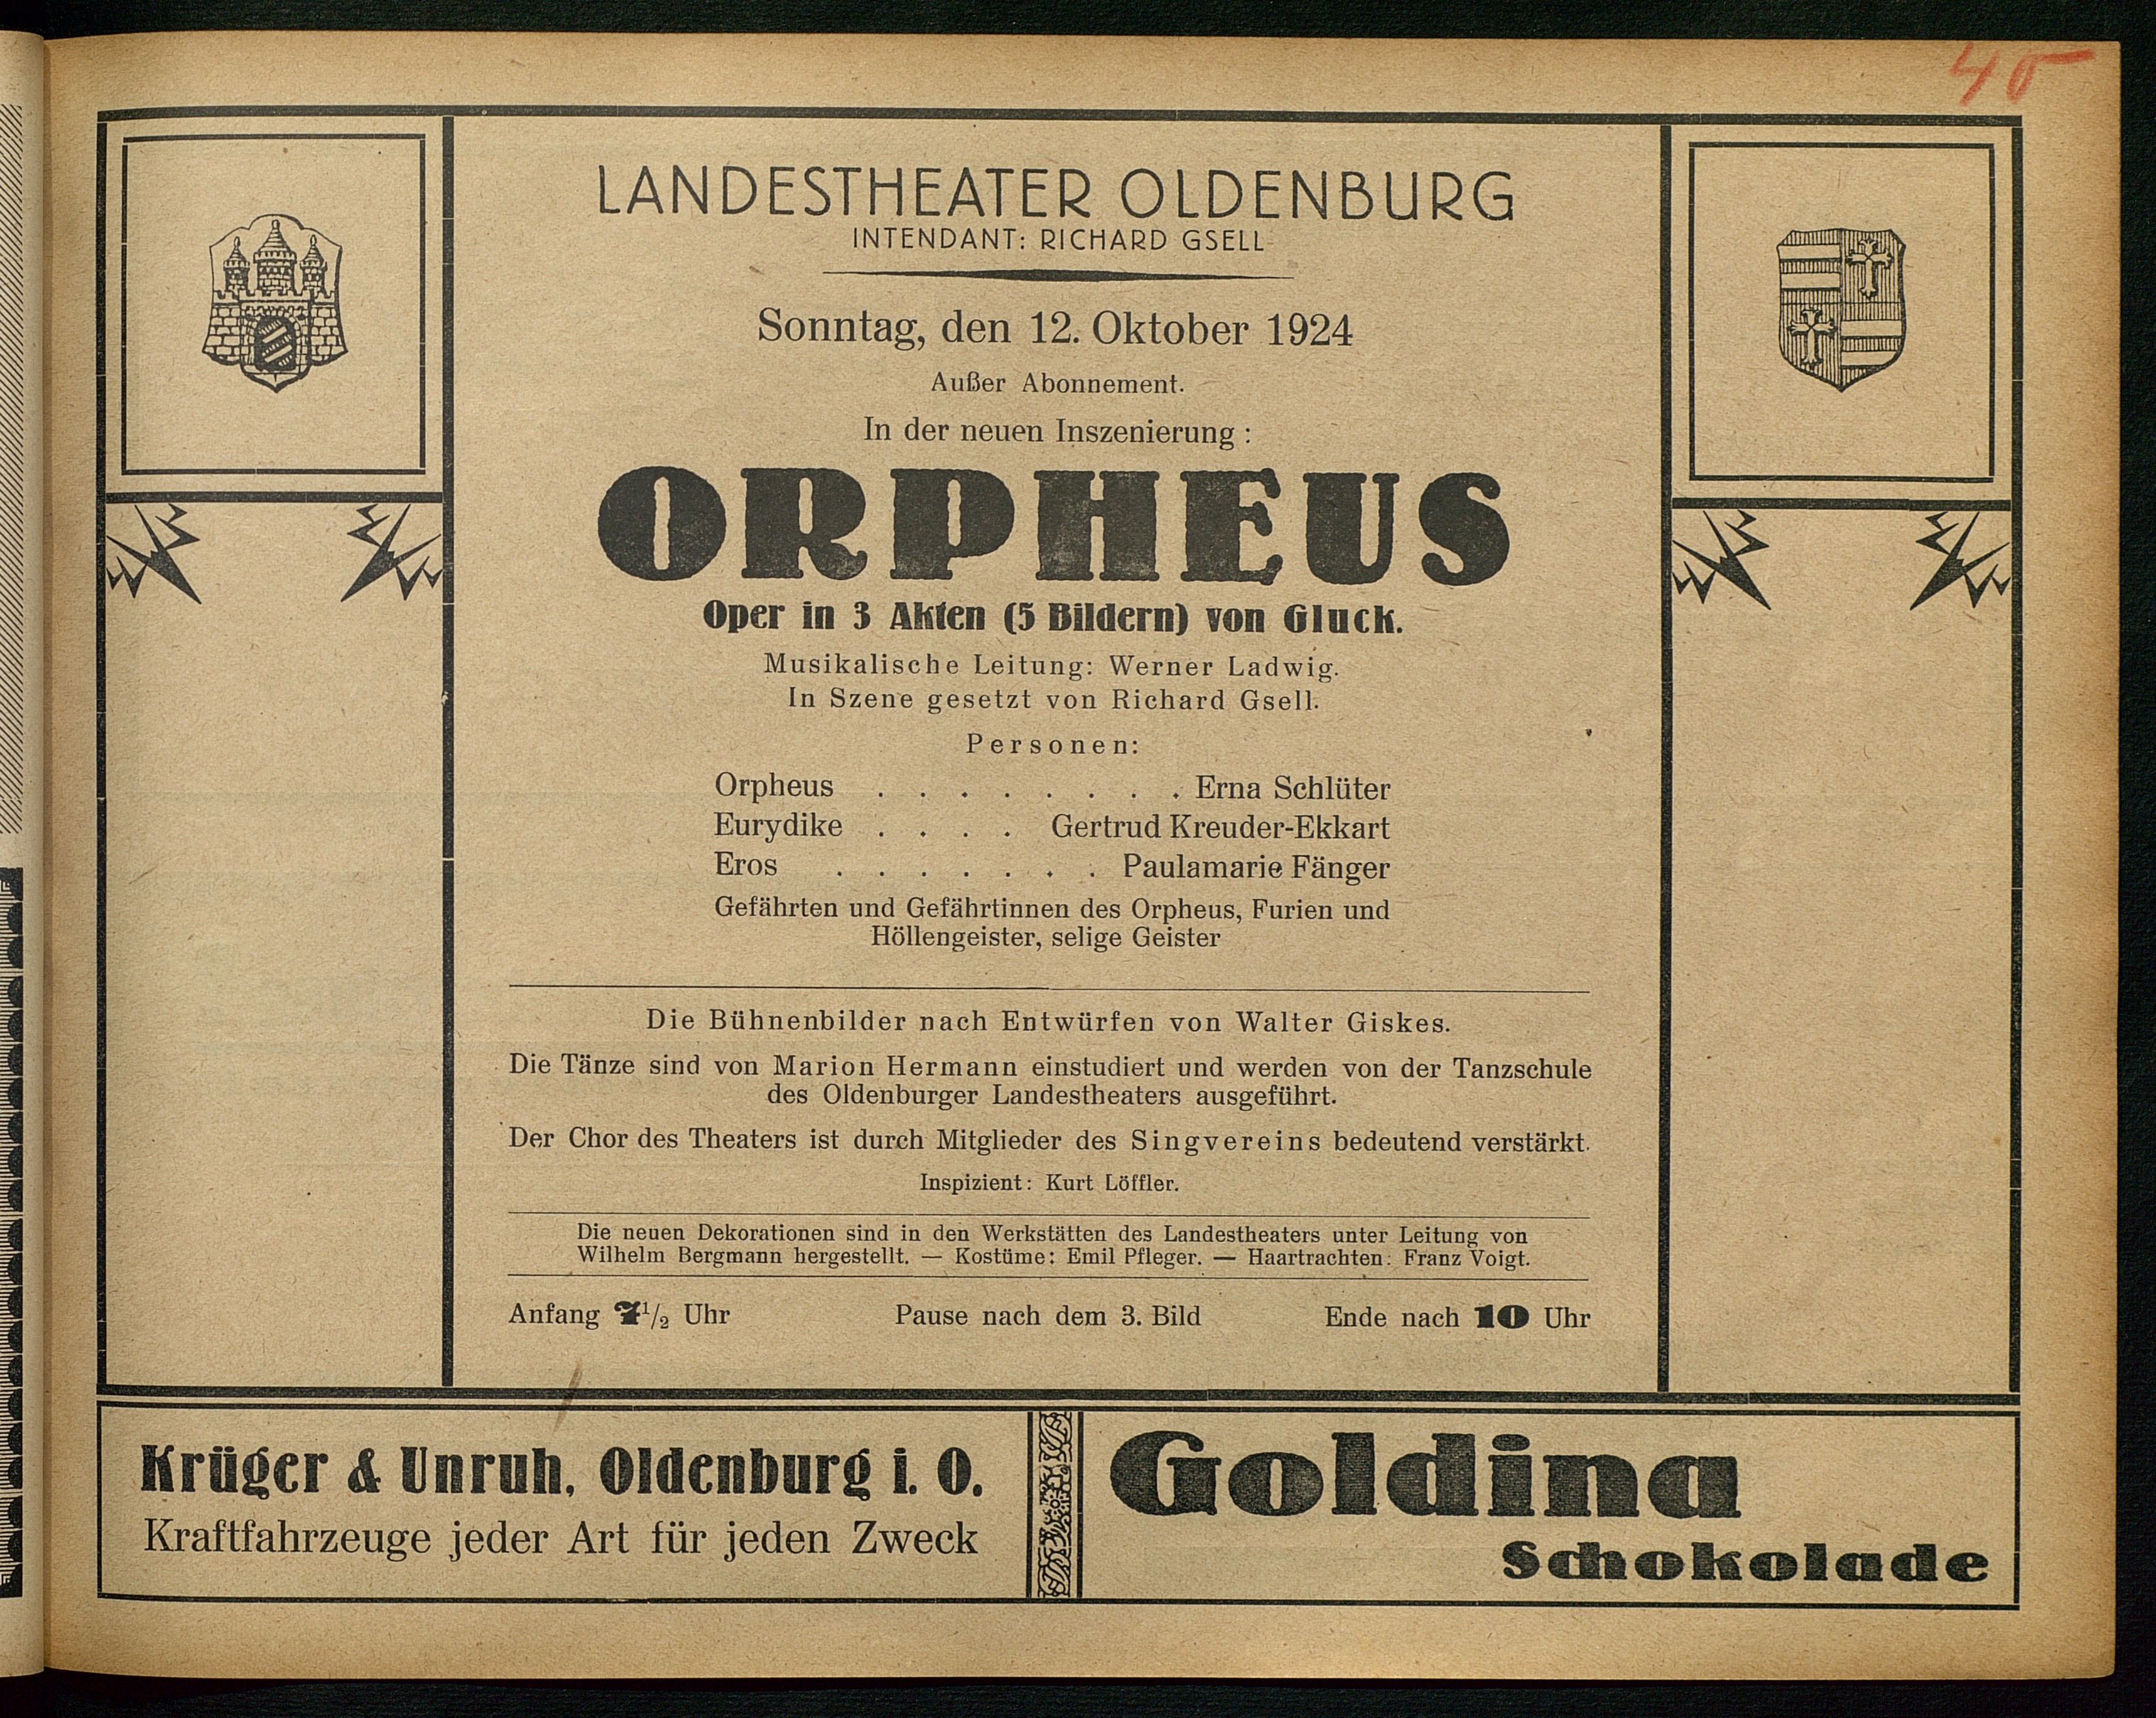 45
LANDESTHEATER OLDENBURG
INTENDANT: RICHARD GSELL
Sonntag, den 12. Oktober 1924
Außer Abonnement.
In der neuen Inszenierung:
ORPHEUS
Oper in 3 Akten (5 Bildern) von Gluck.
Musikalische Leitung: Werner Ladwig.
In Szene gesetzt von Richard Gsell.
Personen:
Orpheus . . . . . . . . Erna Schlüter
Eurydike . . . . Gertrud Kreuder-Ekkart
Eros . . . . . . Paulamarie Fänger
Gefährten und Gefährtinnen des Orpheus, Furien und
Höllengeister, selige Geister
Die Bühnenbilder nach Entwürfen von Walter Giskes.
Die Tänze sind von Marion Hermann einstudiert und werden von der Tanzschule
des Oldenburger Landestheaters ausgeführt.
Der Chor des Theaters ist durch Mitglieder des Singvereins bedeutend verstärkt.
Inspizient: Kurt Löffler.
Die neuen Dekorationen sind in den Werkstätten des Landestheaters unter Leitung von
Wilhelm Bergmann hergestellt. — Kostüme: Emil Pfleger. — Haartrachten: Franz Voigt.
Anfang 7½ Uhr Pause nach dem 3. Bild Ende nach 10 Uhr
Krüger & Unruh, Oldenburg i. O.
Kraftfahrzeuge jeder Art für jeden Zweck
Goldina
Schokolade